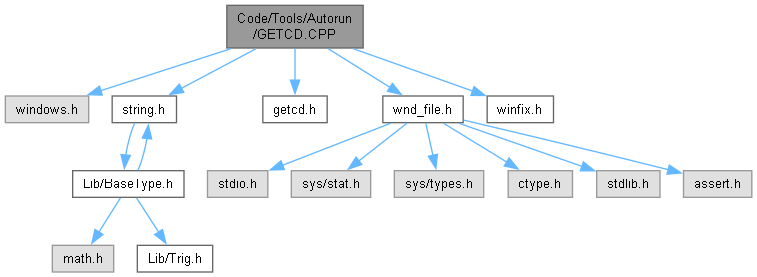 Code/Tools/Autorun
/GETCD.CPP
windows.h
string.h
getcd.h
wnd_file.h
winfix.h
Lib/BaseType.h
stdio.h
sys/stat.h
sys/types.h
ctype.h
stdlib.h
assert.h
math.h
Lib/Trig.h